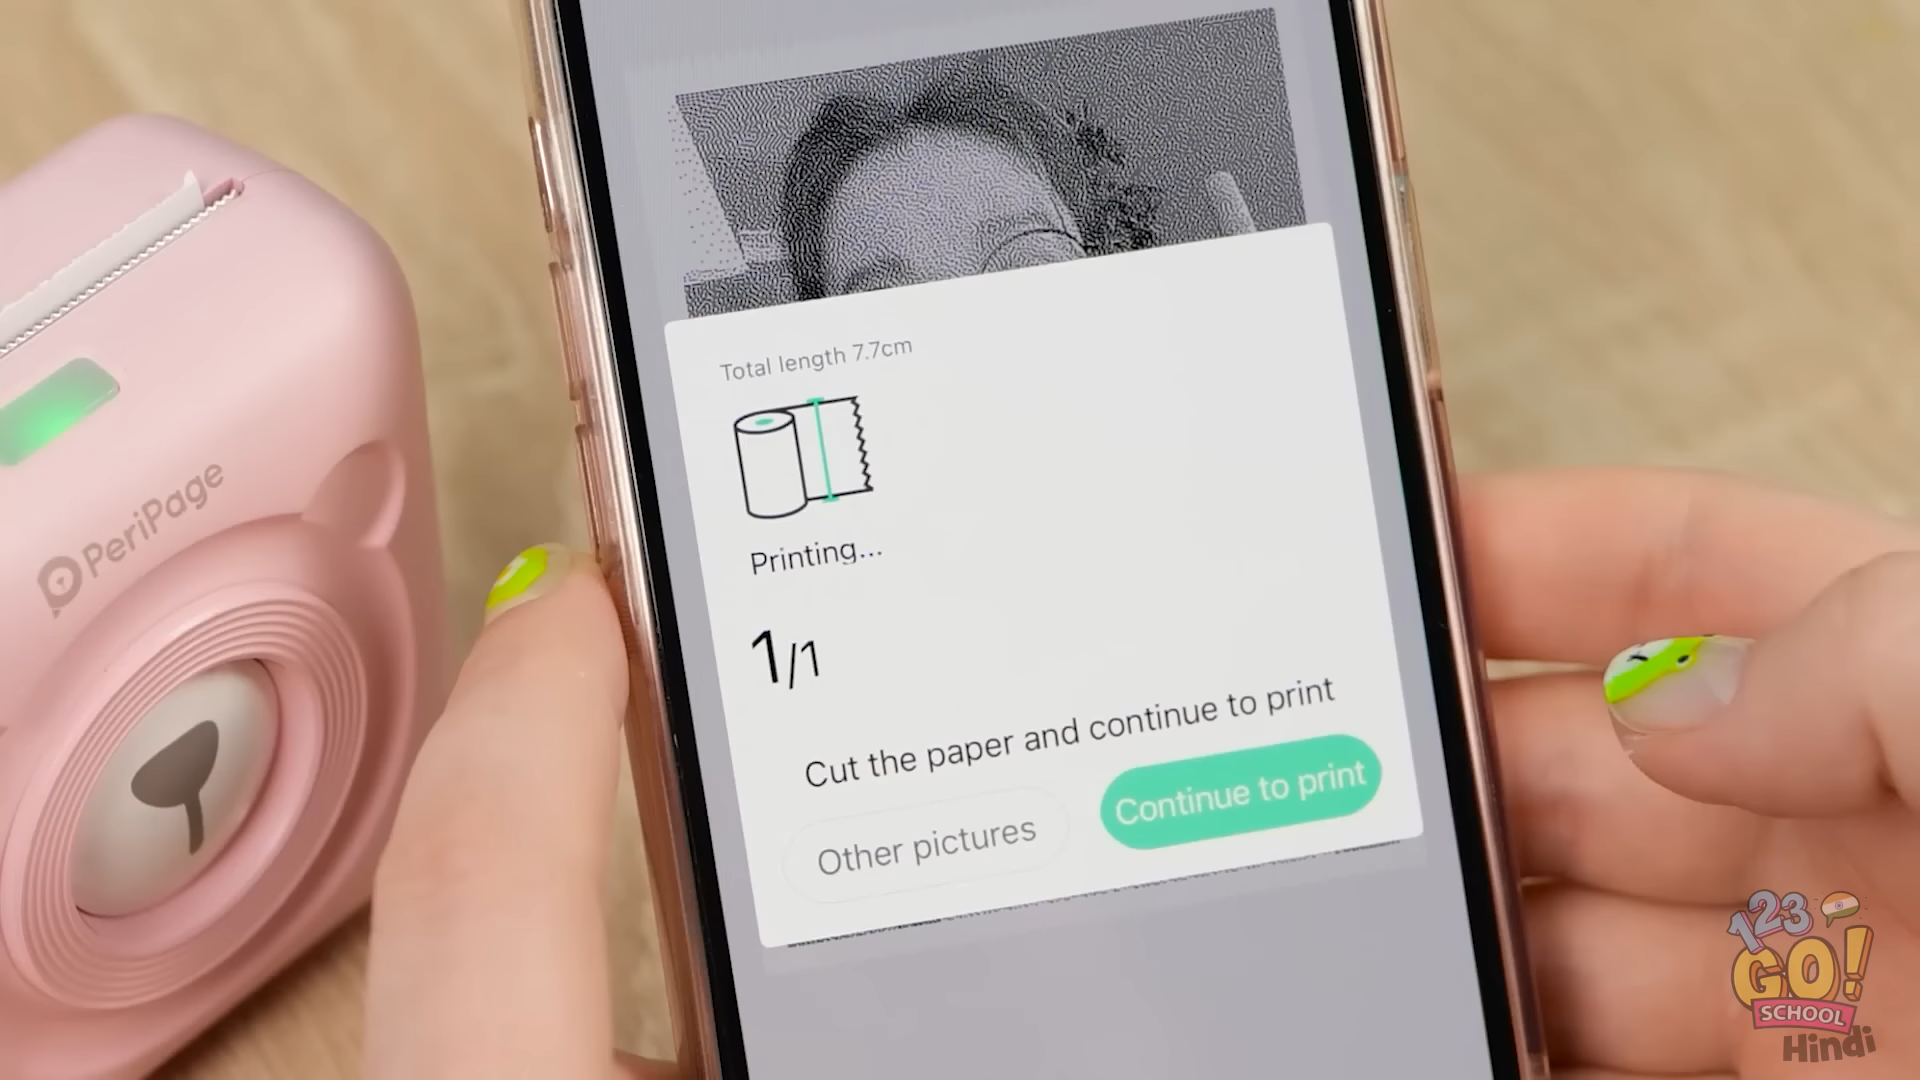 PeriPage
Total length 7.7cm
Printing...
1/1
Cut the paper and continue to print
Other pictures
Continue to print
123
GO!
SCHOOL
Hindi